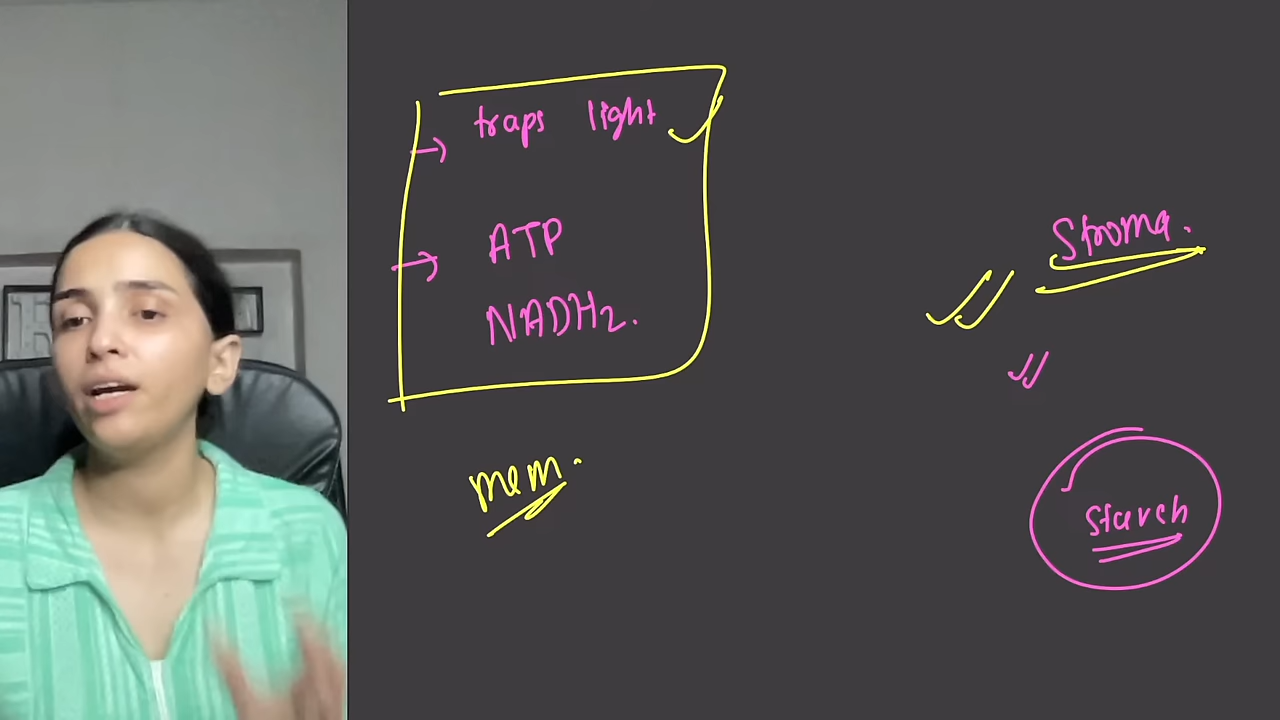 → traps light
→ ATP
NADH2.
mem.
Stroma.
Starch